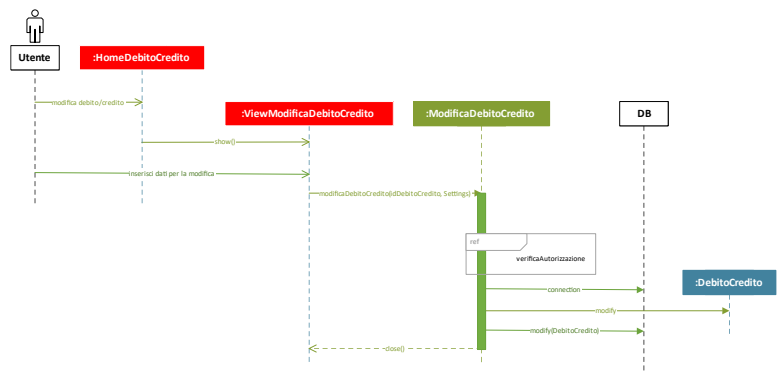 Utente
:HomeDebitoCredito
modifica debito/credito
:ViewModificaDebitoCredito
:ModificaDebitoCredito
DB
show()
inserisci dati per la modifica
modificaDebitoCredito(idDebitoCredito, Settings)
ref
verificaAutorizzazione
:DebitoCredito
connection
modify
modify(DebitoCredito)
close()